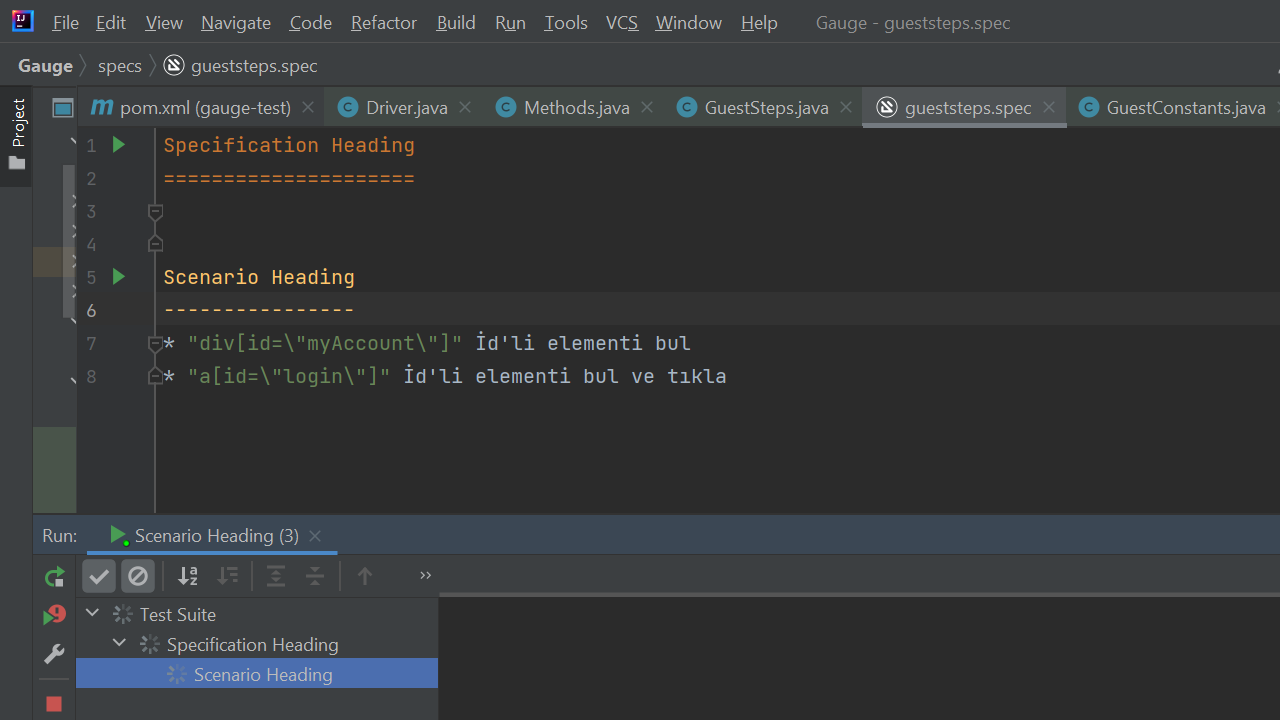 File Edit View Navigate Code Refactor Build Run Tools VCS Window Help Gauge - gueststeps.spec
Gauge specs gueststeps.spec
Project
pom.xml (gauge-test) Driver.java Methods.java GuestSteps.java gueststeps.spec GuestConstants.java
1 Specification Heading
2 =====================
3
4
5 Scenario Heading
6 ----------------
7 * "div[id=\"myAccount\"]" İd'li elementi bul
8 * "a[id=\"login\"]" İd'li elementi bul ve tıkla
Run: Scenario Heading (3)
Test Suite
Specification Heading
Scenario Heading